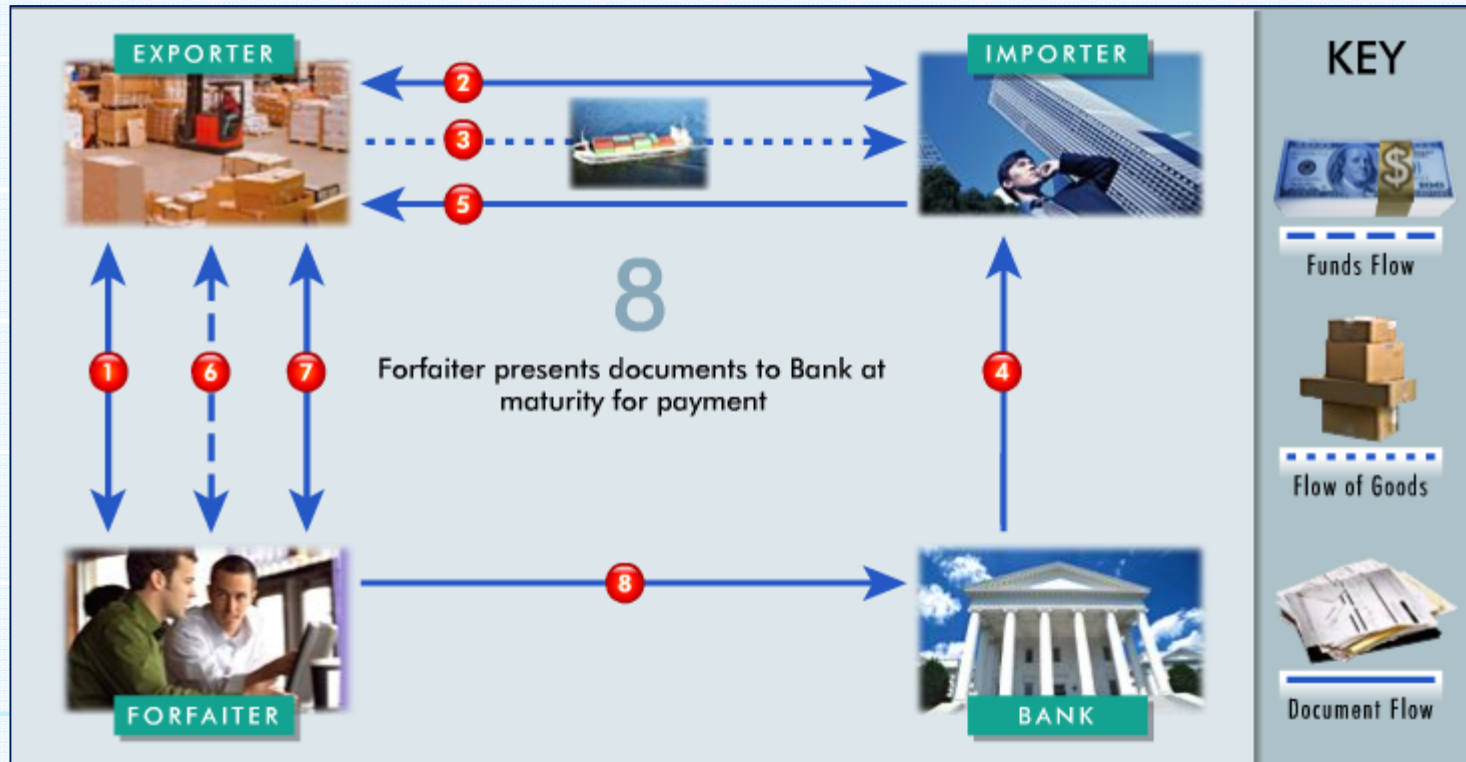 EXPORTER
IMPORTER
KEY
2
3
5
$
100
Funds Flow
8
1
6
7
Forfaiter presents documents to Bank at
maturity for payment
4
Flow of Goods
8
FORFAITER
BANK
Document Flow